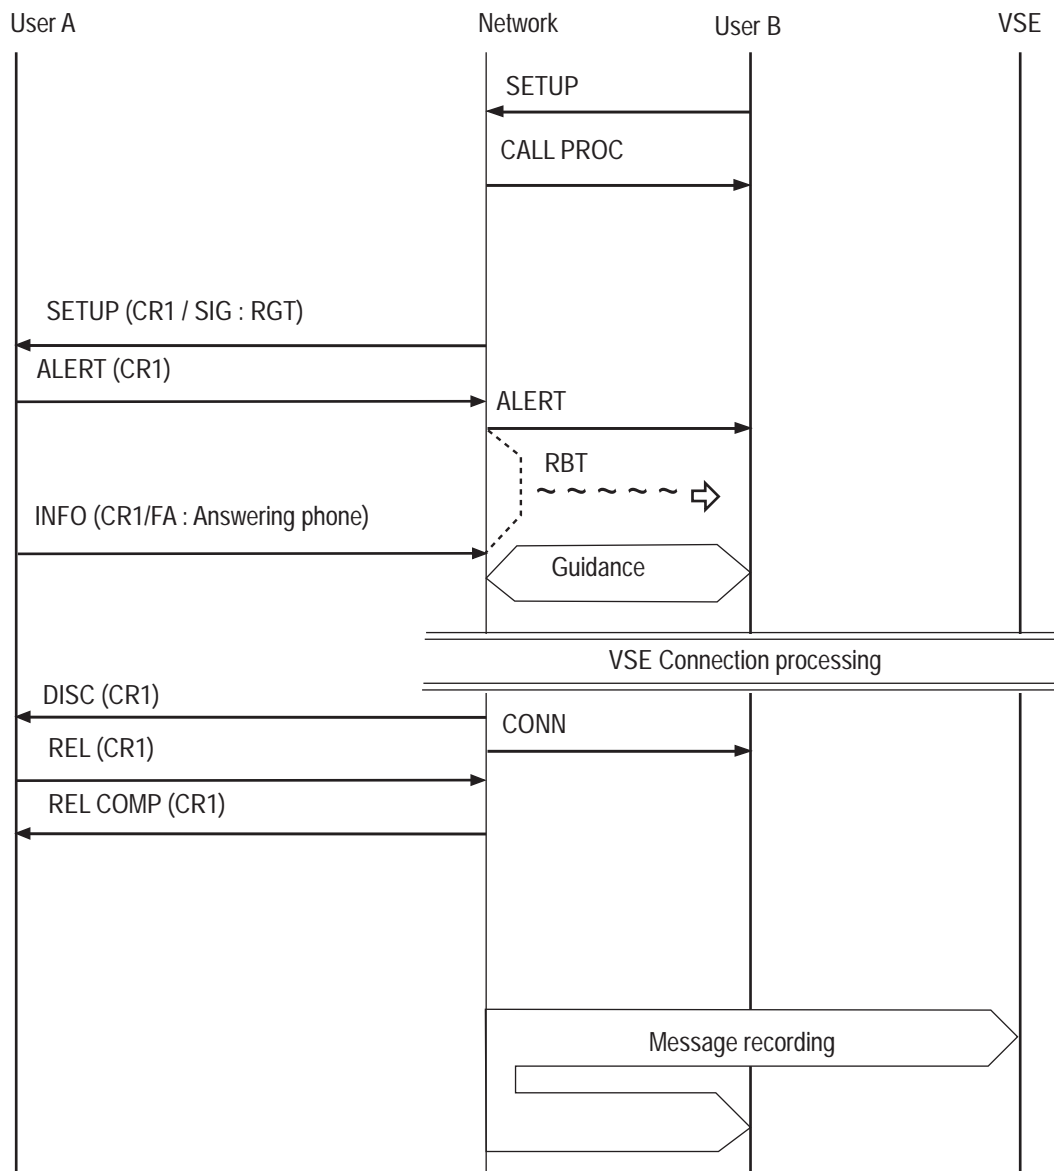 User A
Network
User B
VSE
SETUP
CALL PROC
SETUP (CR1 / SIG : RGT)
ALERT (CR1)
ALERT
RBT
INFO (CR1/FA : Answering phone)
Guidance
VSE Connection processing
DISC (CR1)
CONN
REL (CR1)
REL COMP (CR1)
Message recording